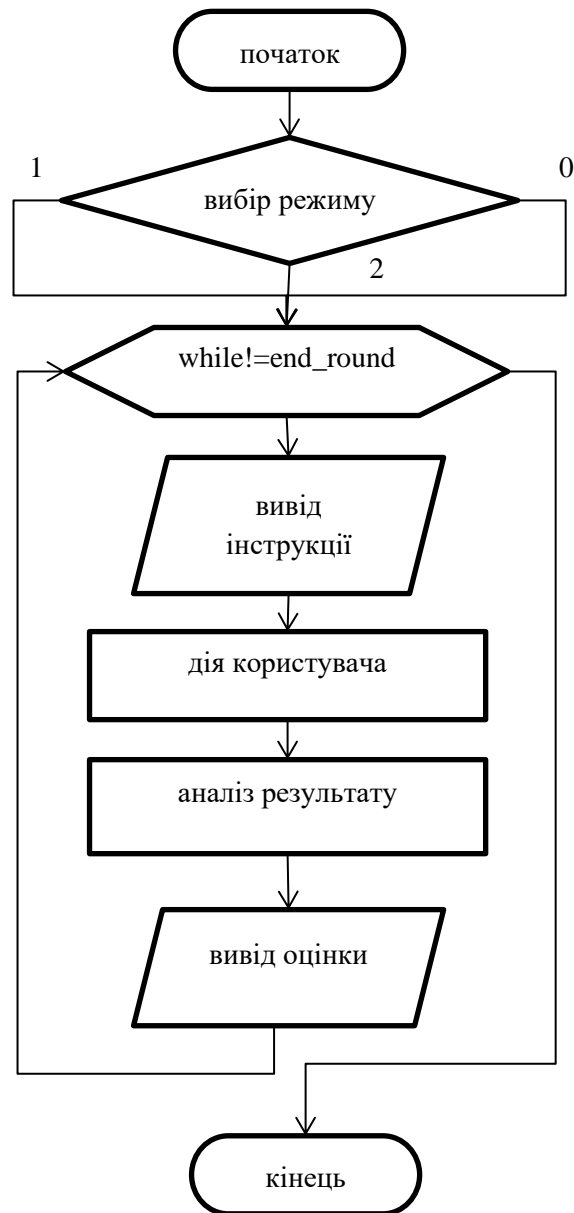 початок
1
0
вибір режиму
2
while!=end_round
вивід
інструкції
дія користувача
аналіз результату
вивід оцінки
кінець